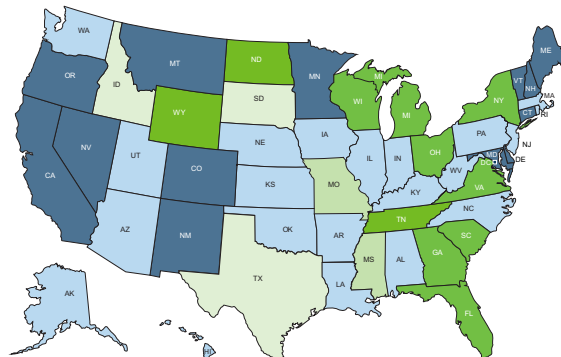 WA
ME
MT
ND
MN
VT
NH
OR
ID
MI
WI
NY
MA
SD
MI
CT
RI
WY
PA
IA
NJ
NE
OH
NV
IL
IN
MD
DE
UT
DC
CO
WV
VA
CA
KS
MO
KY
NC
TN
OK
AZ
NM
AR
SC
MS
AL
GA
TX
LA
AK
FL
HI